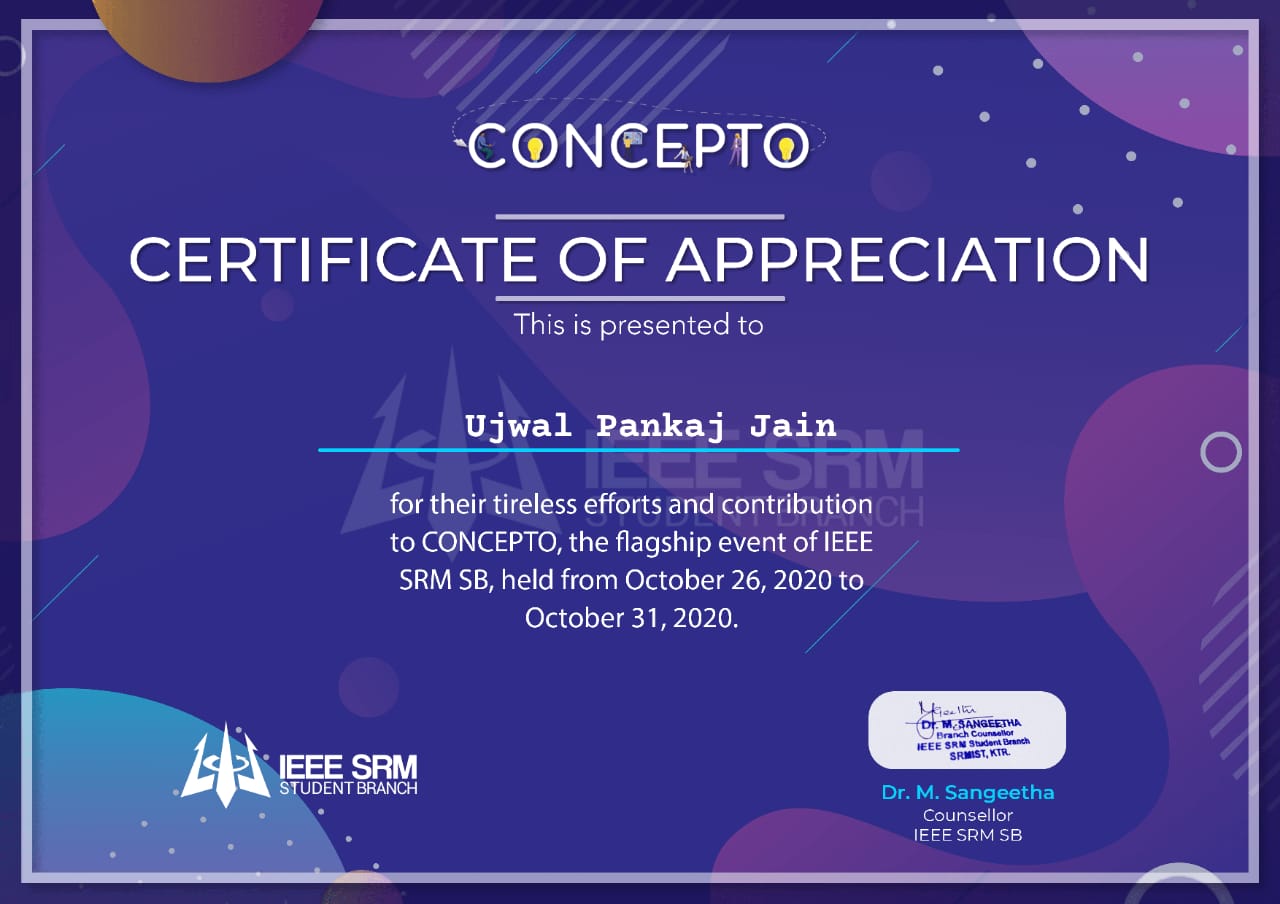 CONCEPTO
CERTIFICATE OF APPRECIATION
This is presented to
Ujwal Pankaj Jain
IEEE SRM
STUDENT BRANCH
for their tireless efforts and contribution
to CONCEPTO, the flagship event of IEEE
SRM SB, held from October 26, 2020 to
October 31, 2020.
IEEE SRM
STUDENT BRANCH
Dr. M. SANGEETHA
Branch Counsellor
IEEE SRM Student Branch
SRMIST, KTR.
Dr. M. Sangeetha
Counsellor
IEEE SRM SB